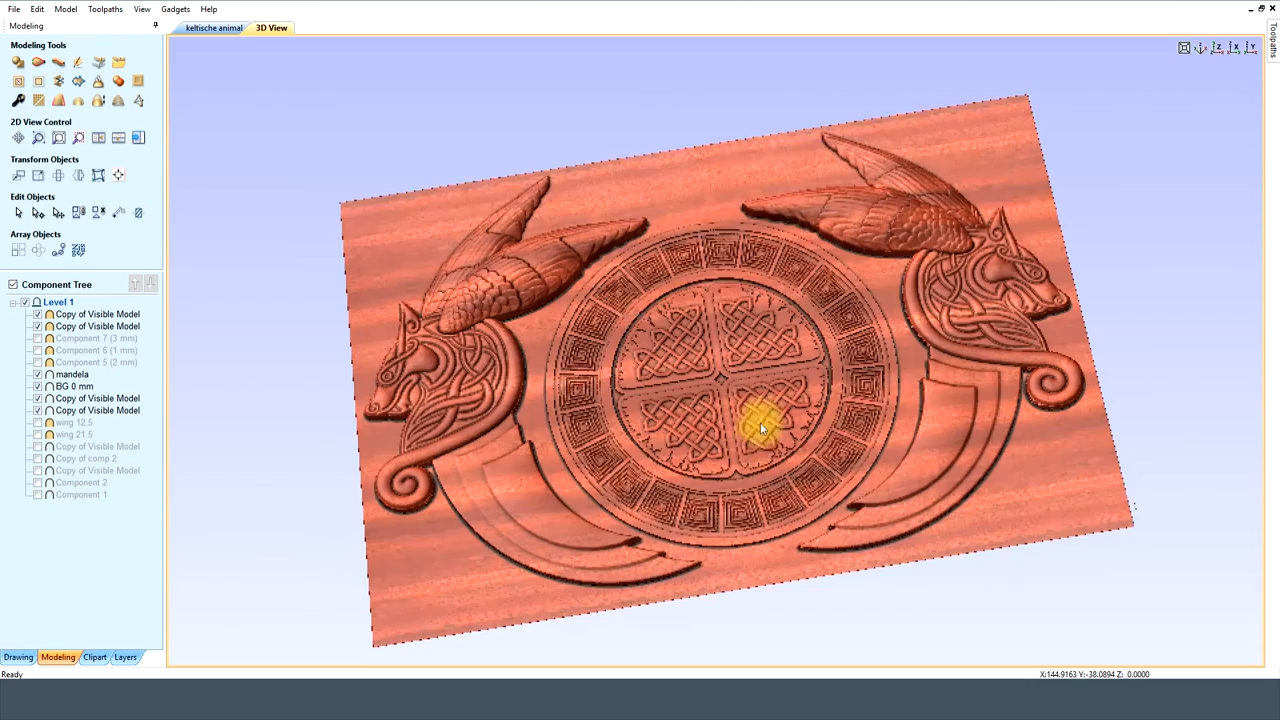 File Edit Model Toolpaths View Gadgets Help
Modeling
keltische animal 3D View
Toolpaths
Modeling Tools
2D View Control
Transform Objects
Edit Objects
Array Objects
Component Tree
Level 1
Copy of Visible Model
Copy of Visible Model
Component 7 (3 mm)
Component 6 (1 mm)
Component 5 (2 mm)
mandela
BG 0 mm
Copy of Visible Model
Copy of Visible Model
wing 12.5
wing 21.5
Copy of Visible Model
Copy of comp 2
Copy of Visible Model
Component 2
Component 1
Drawing Modeling Clipart Layers
Ready
X:144.9163 Y:-38.0894 Z: 0.0000